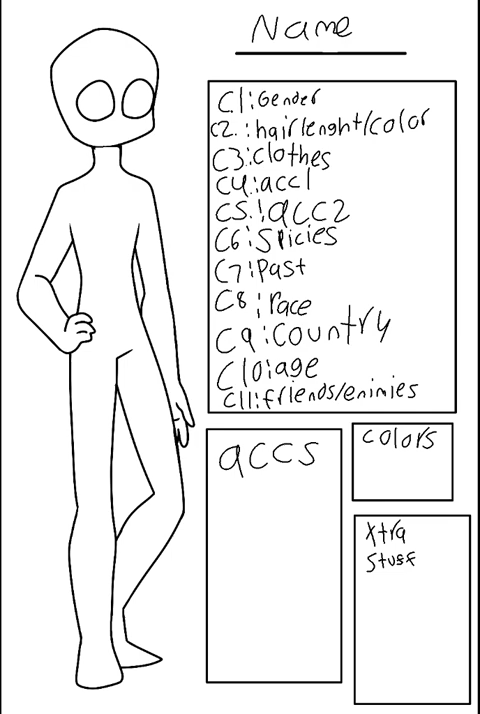 Name
C1:Gender
C2.:hairlenght/color
C3:clothes
C4:acc1
C5:acc2
C6:Spicies
C7:Past
C8:race
C9:country
C10:age
C11:friends/enimies
accs
colors
xtra
stuff